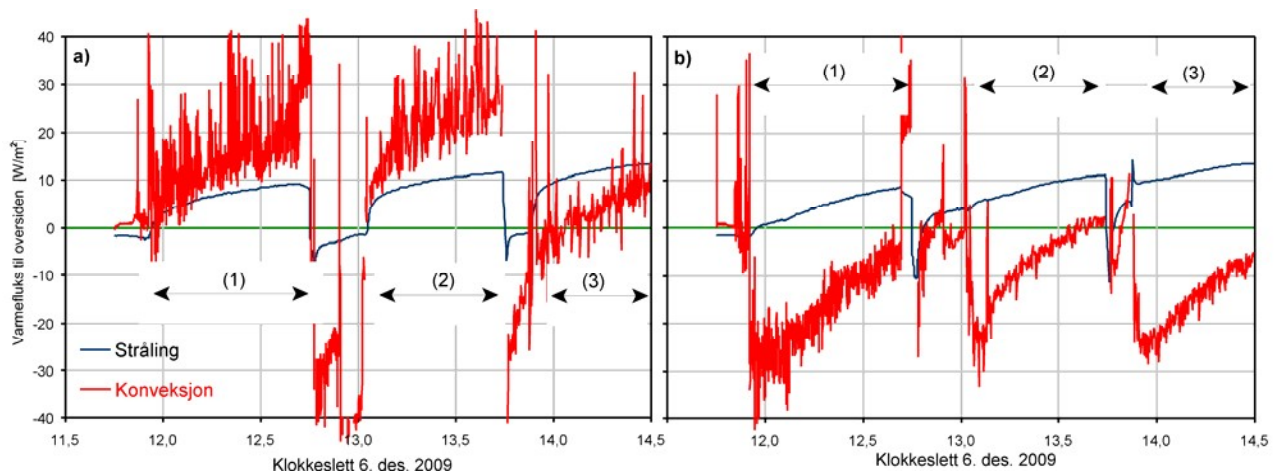 a)
b)
Varmefluks til oversiden [W/m²]
40
30
20
10
0
-10
-20
-30
-40
(1)
(2)
(3)
(1)
(2)
(3)
Stråling
Konveksjon
11,5 12,0 12,5 13,0 13,5 14,0 14,5
12,0 12,5 13,0 13,5 14,0 14,5
Klokkeslett 6. des. 2009
Klokkeslett 6. des. 2009